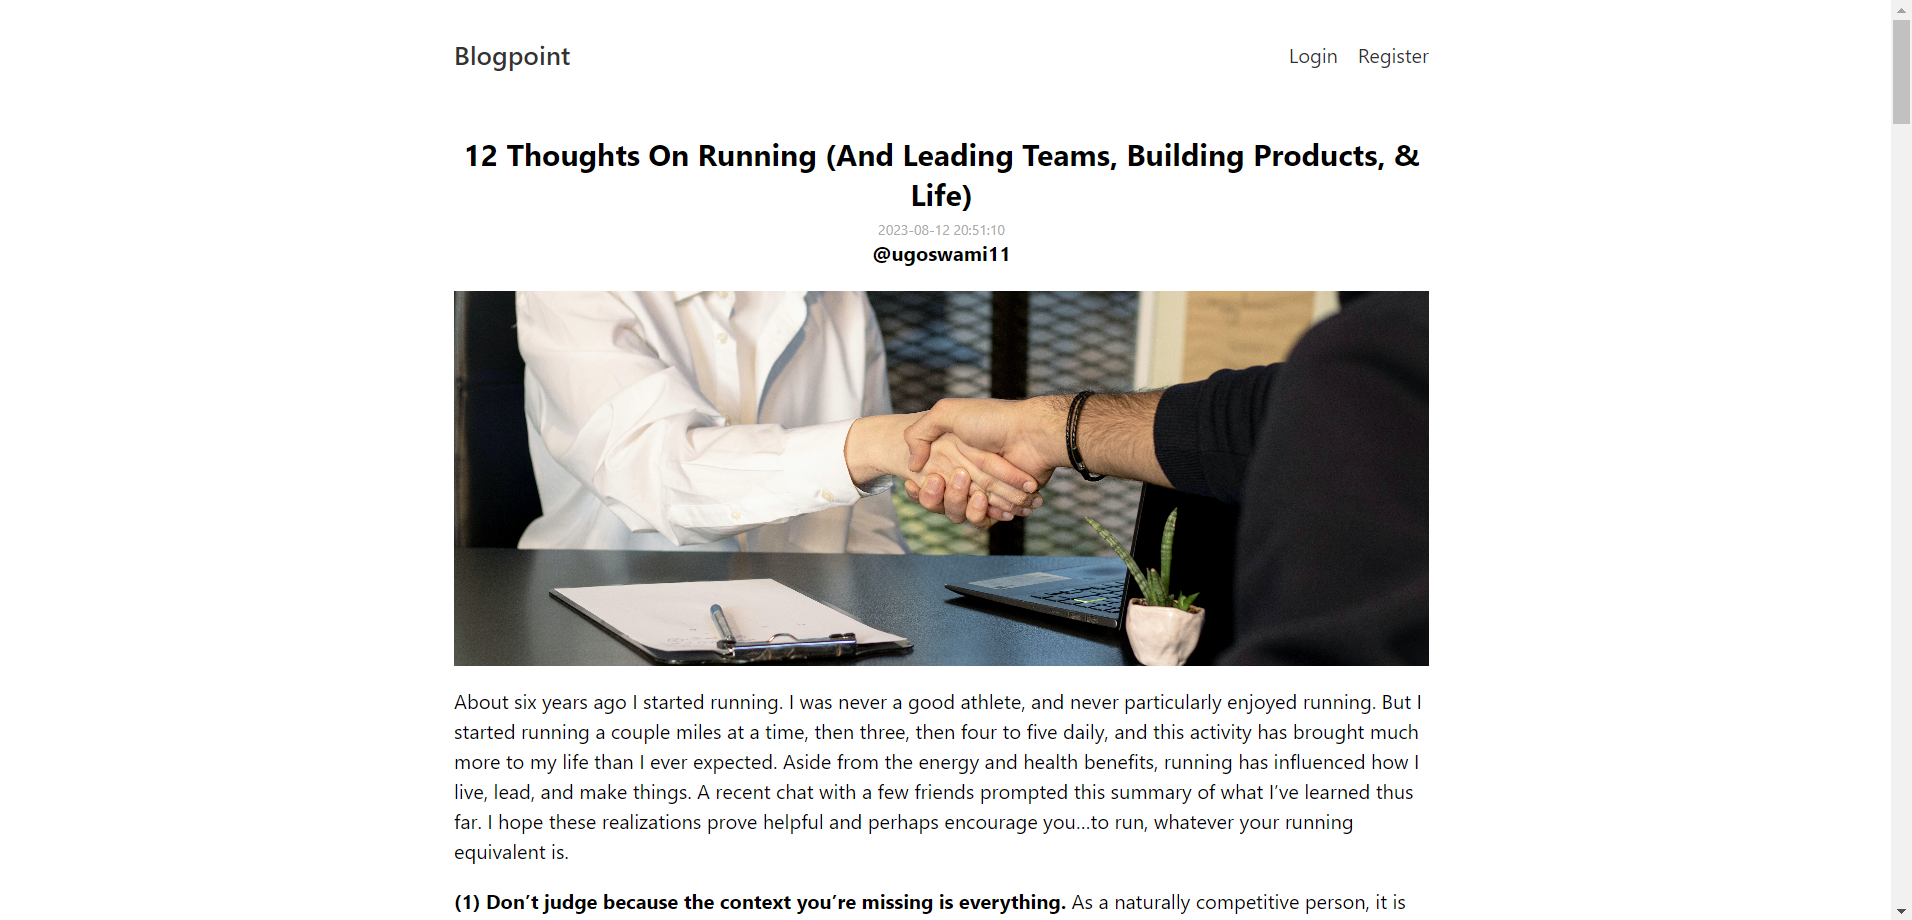 Blogpoint
Login Register
12 Thoughts On Running (And Leading Teams, Building Products, &
Life)
2023-08-12 20:51:10
@ugoswami11
About six years ago I started running. I was never a good athlete, and never particularly enjoyed running. But I
started running a couple miles at a time, then three, then four to five daily, and this activity has brought much
more to my life than I ever expected. Aside from the energy and health benefits, running has influenced how I
live, lead, and make things. A recent chat with a few friends prompted this summary of what I’ve learned thus
far. I hope these realizations prove helpful and perhaps encourage you…to run, whatever your running
equivalent is.
(1) Don’t judge because the context you’re missing is everything. As a naturally competitive person, it is